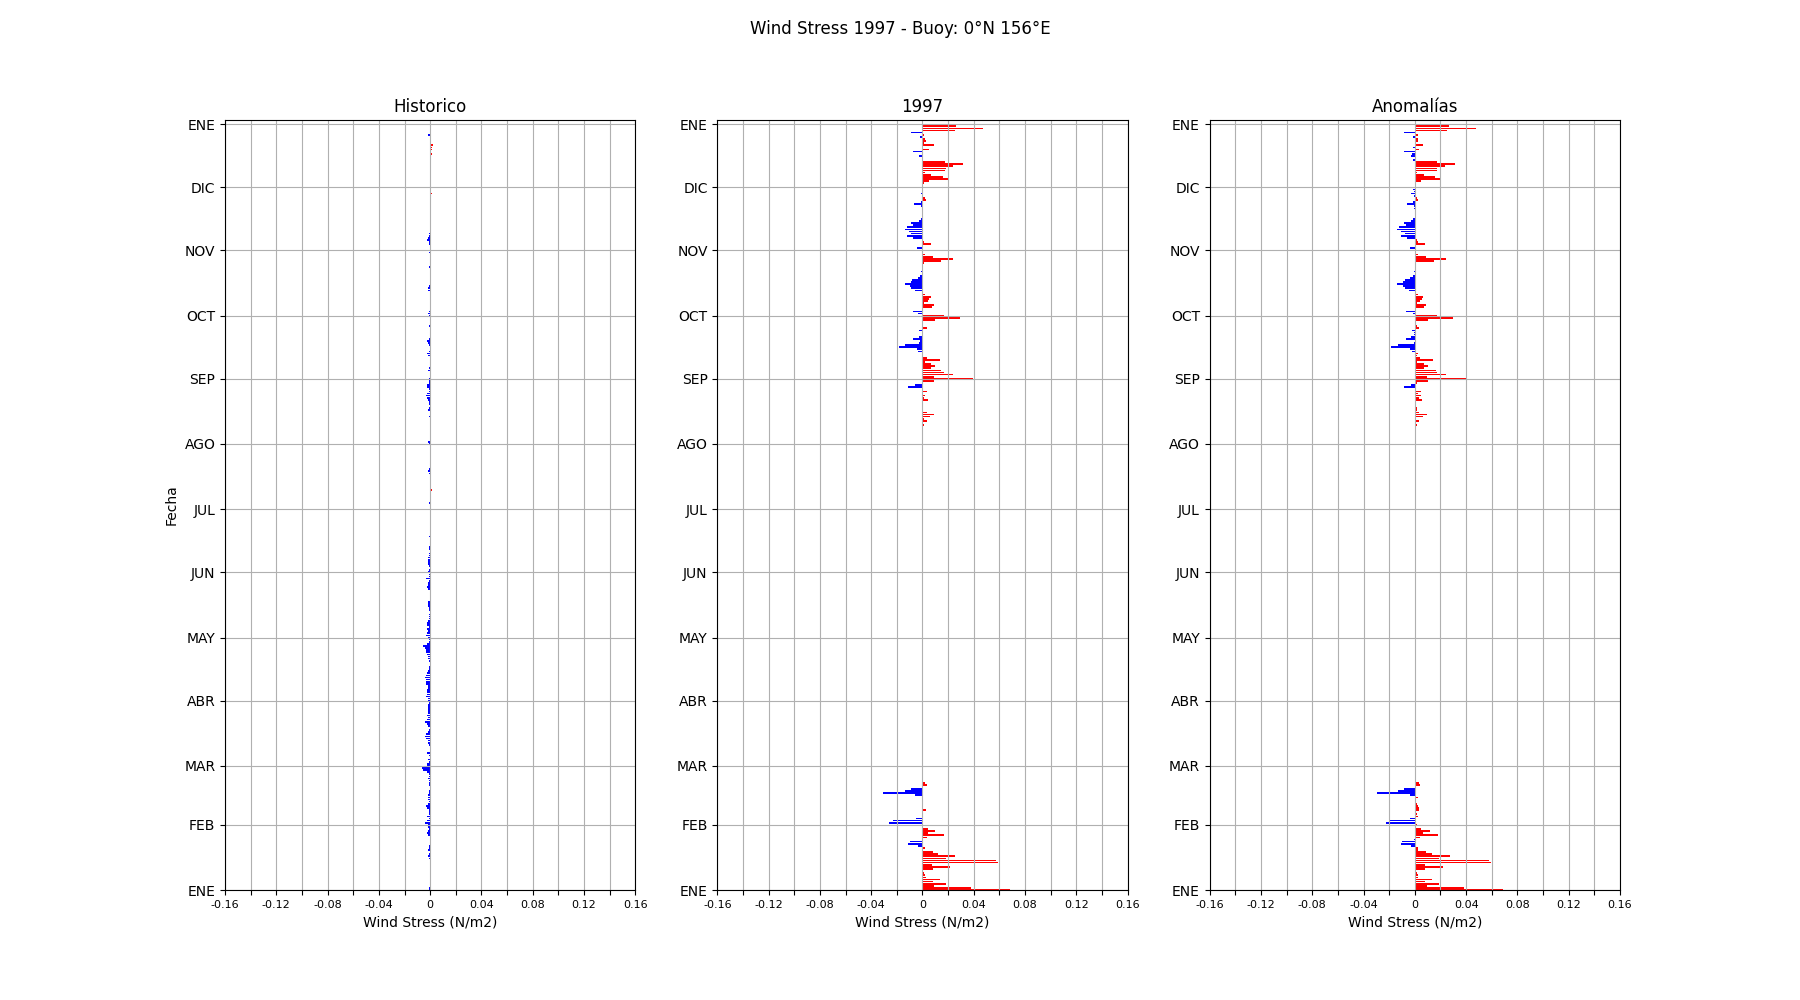 Wind Stress 1997 - Buoy: 0°N 156°E
Historico
1997
Anomalías
ENE
DIC
NOV
OCT
SEP
AGO
JUL
JUN
MAY
ABR
MAR
FEB
ENE
Fecha
-0.16 -0.12 -0.08 -0.04 0 0.04 0.08 0.12 0.16
Wind Stress (N/m2)
ENE
DIC
NOV
OCT
SEP
AGO
JUL
JUN
MAY
ABR
MAR
FEB
ENE
-0.16 -0.12 -0.08 -0.04 0 0.04 0.08 0.12 0.16
Wind Stress (N/m2)
ENE
DIC
NOV
OCT
SEP
AGO
JUL
JUN
MAY
ABR
MAR
FEB
ENE
-0.16 -0.12 -0.08 -0.04 0 0.04 0.08 0.12 0.16
Wind Stress (N/m2)